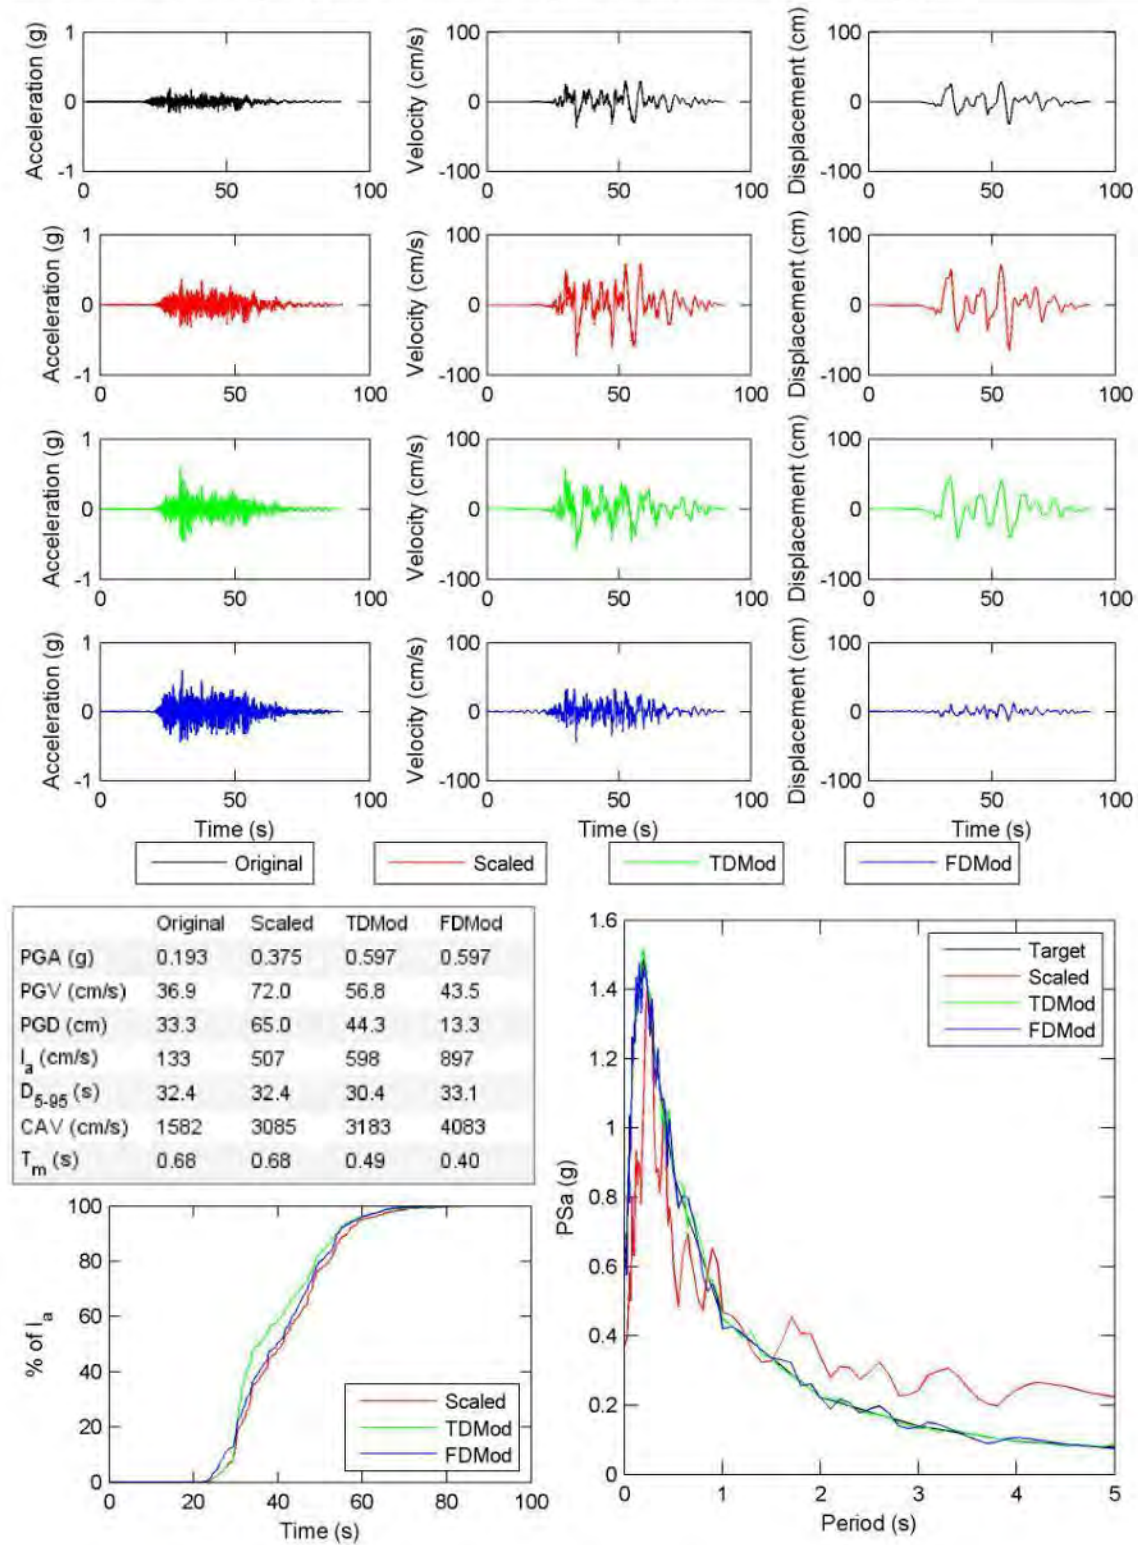 Acceleration (g)
1
0
-1
0
50
100
Velocity (cm/s)
100
0
-100
0
50
100
Displacement (cm)
100
0
-100
0
50
100
Acceleration (g)
1
0
-1
0
50
100
Velocity (cm/s)
100
0
-100
0
50
100
Displacement (cm)
100
0
-100
0
50
100
Acceleration (g)
1
0
-1
0
50
100
Velocity (cm/s)
100
0
-100
0
50
100
Displacement (cm)
100
0
-100
0
50
100
Acceleration (g)
1
0
-1
0
50
100
Time (s)
Velocity (cm/s)
100
0
-100
0
50
100
Time (s)
Displacement (cm)
100
0
-100
0
50
100
Time (s)
Original
Scaled
TDMod
FDMod
Original Scaled TDMod FDMod
PGA (g) 0.193 0.375 0.597 0.597
PGV (cm/s) 36.9 72.0 56.8 43.5
PGD (cm) 33.3 65.0 44.3 13.3
Ia (cm/s) 133 507 598 897
D5-95 (s) 32.4 32.4 30.4 33.1
CAV (cm/s) 1582 3085 3183 4083
Tm (s) 0.68 0.68 0.49 0.40
% of Ia
100
80
60
40
20
0
0 20 40 60 80 100
Time (s)
Scaled
TDMod
FDMod
PSa (g)
1.6
1.4
1.2
1
0.8
0.6
0.4
0.2
0
0 1 2 3 4 5
Period (s)
Target
Scaled
TDMod
FDMod